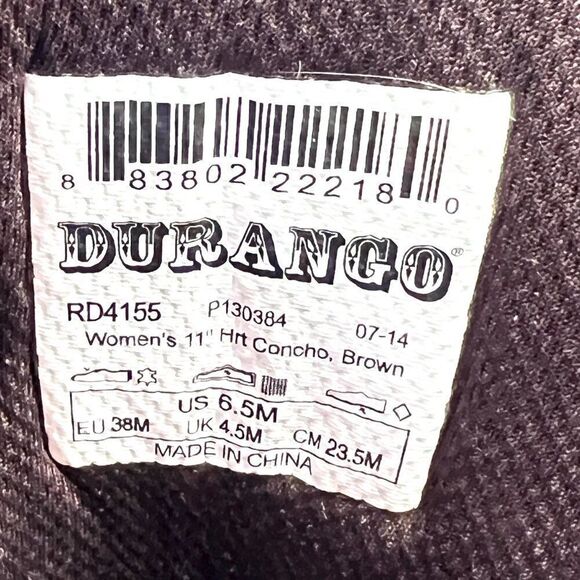 8 83802 22218 0
DURANGO®
RD4155 P130384 07-14
Women's 11" Hrt Concho, Brown
US 6.5M
EU 38M UK 4.5M CM 23.5M
MADE IN CHINA